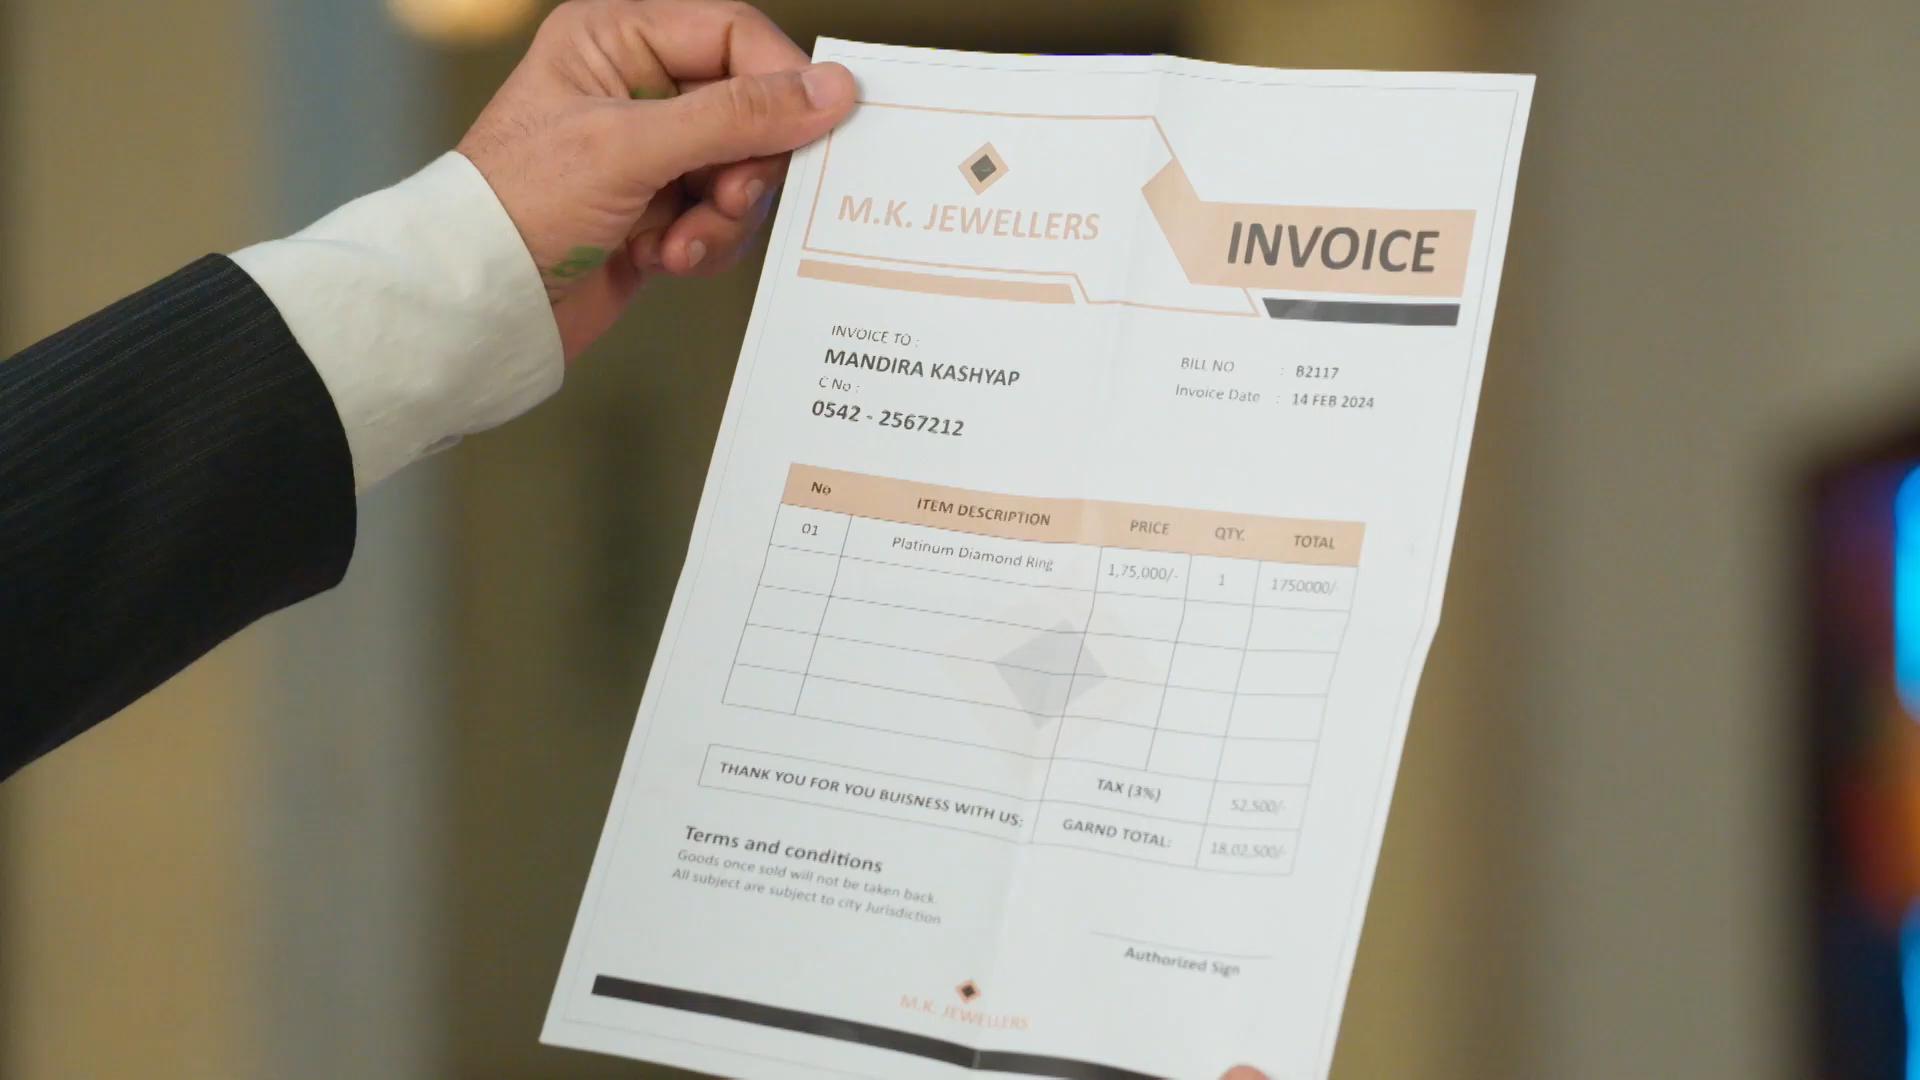 M.K. JEWELLERS
INVOICE
INVOICE TO :
MANDIRA KASHYAP
C No :
0542 - 2567212
BILL NO : B2117
Invoice Date : 14 FEB 2024
No ITEM DESCRIPTION PRICE QTY. TOTAL
01 Platinum Diamond Ring 1,75,000/- 1 1750000/-
TAX (3%) 52,500/-
THANK YOU FOR YOU BUISNESS WITH US:
GARND TOTAL: 18,02,500/-
Terms and conditions
Goods once sold will not be taken back.
All subject are subject to city Jurisdiction
Authorized Sign
M.K. JEWELLERS